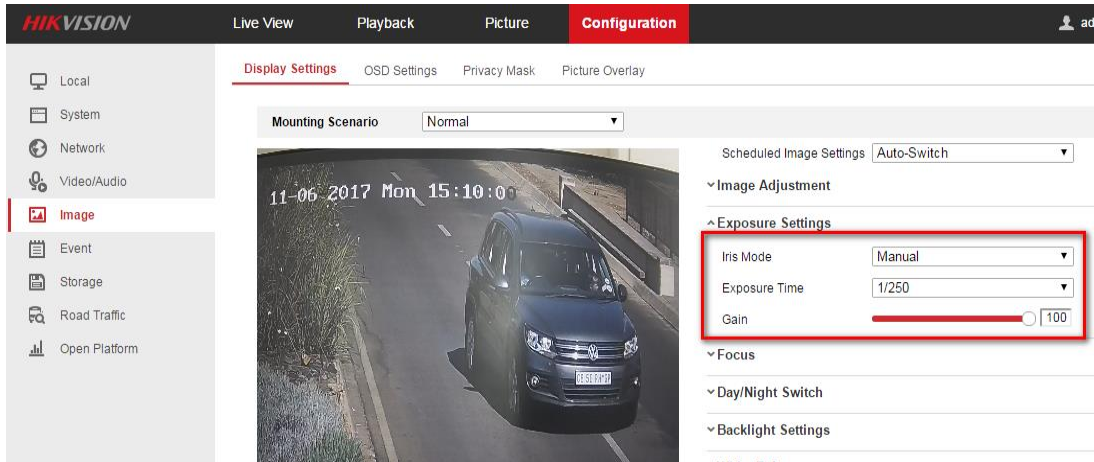 HIKVISION
Live View Playback Picture Configuration
Display Settings OSD Settings Privacy Mask Picture Overlay
Local
System
Network
Video/Audio
Image
Event
Storage
Road Traffic
Open Platform
Mounting Scenario Normal
11-06 2017 Mon 15:10:0
Scheduled Image Settings Auto-Switch
Image Adjustment
Exposure Settings
Iris Mode Manual
Exposure Time 1/250
Gain 100
Focus
Day/Night Switch
Backlight Settings